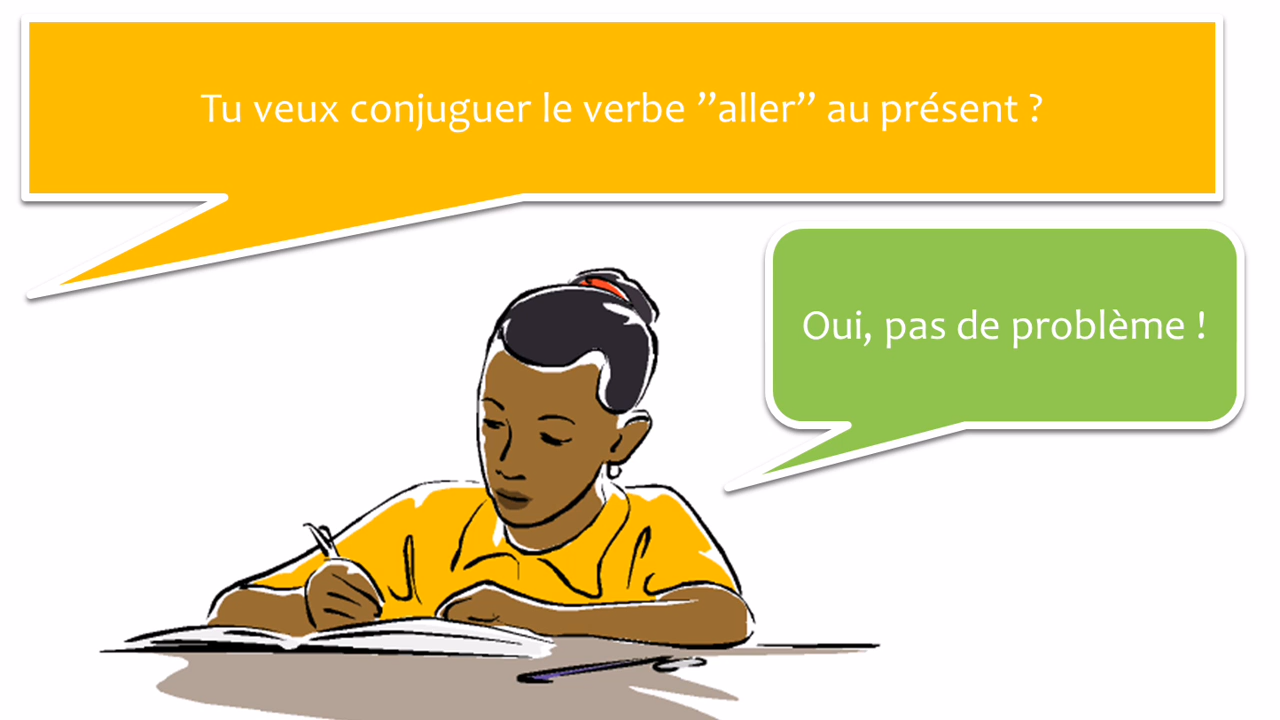 Tu veux conjuguer le verbe ”aller” au présent ?
Oui, pas de problème !